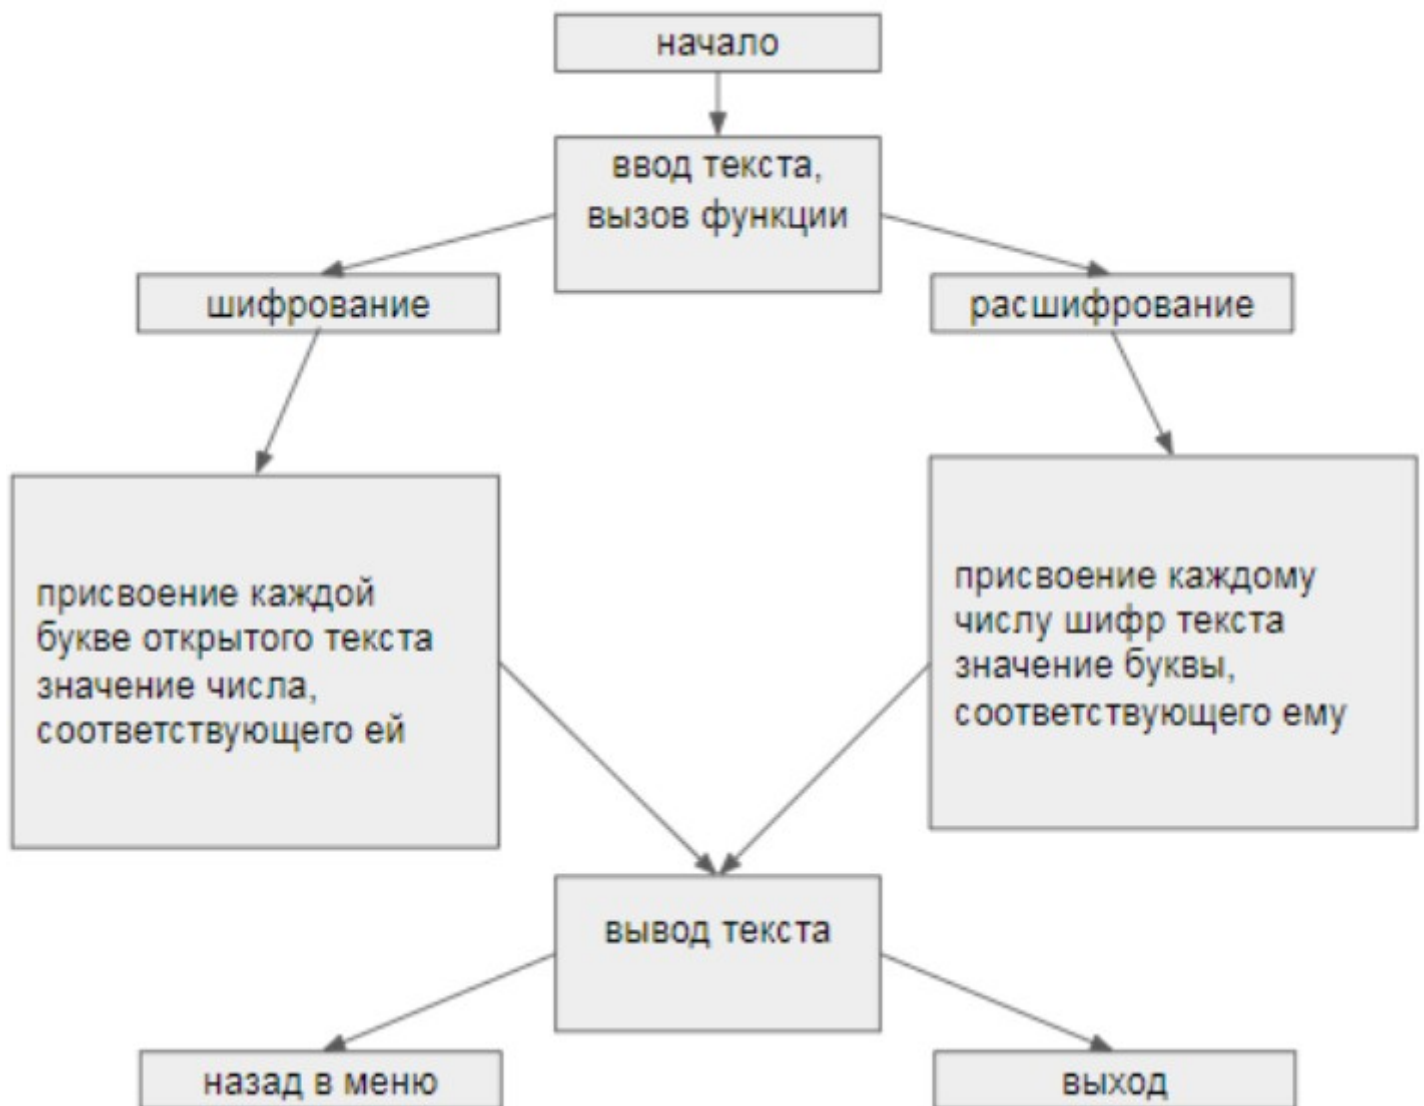 начало
ввод текста,
вызов функции
шифрование
расшифрование
присвоение каждой
букве открытого текста
значение числа,
соответствующего ей
присвоение каждому
числу шифр текста
значение буквы,
соответствующего ему
вывод текста
назад в меню
выход